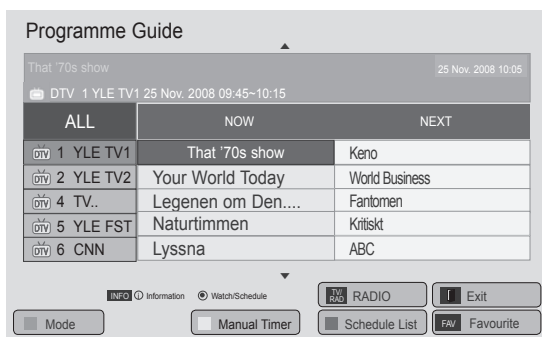 Programme Guide
That '70s show
25 Nov. 2008 10:05
DTV 1 YLE TV1 25 Nov. 2008 09:45~10:15
ALL NOW NEXT
DTV 1 YLE TV1 That '70s show Keno
DTV 2 YLE TV2 Your World Today World Business
DTV 4 TV.. Legenen om Den.... Fantomen
DTV 5 YLE FST Naturtimmen Kritiskt
DTV 6 CNN Lyssna ABC
INFO i Information Watch/Schedule TV/RAD RADIO Exit
Mode Manual Timer Schedule List FAV Favourite